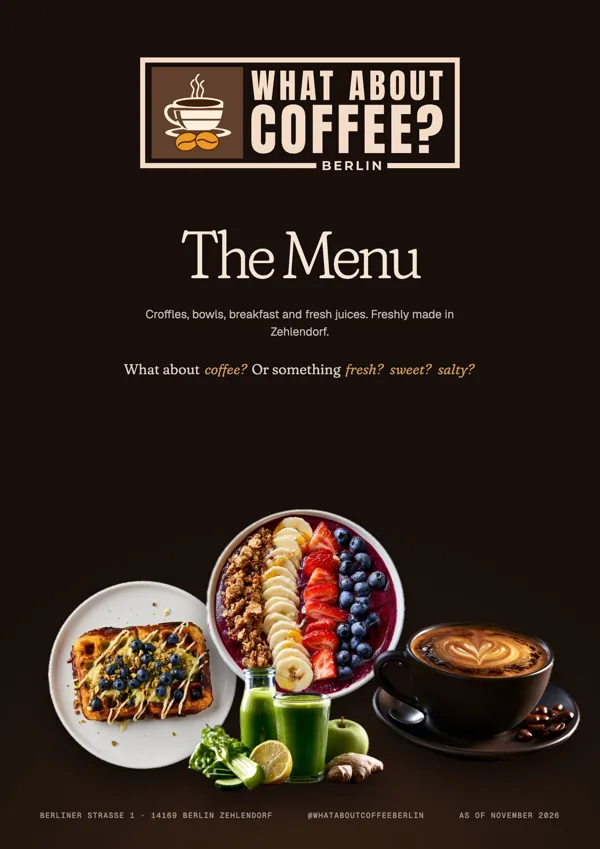 WHAT ABOUT
COFFEE?
BERLIN
The Menu
Croffles, bowls, breakfast and fresh juices. Freshly made in
Zehlendorf.
What about coffee? Or something fresh? sweet? salty?
BERLINER STRASSE 1 · 14169 BERLIN ZEHLENDORF @WHATABOUTCOFFEEBERLIN AS OF NOVEMBER 2026